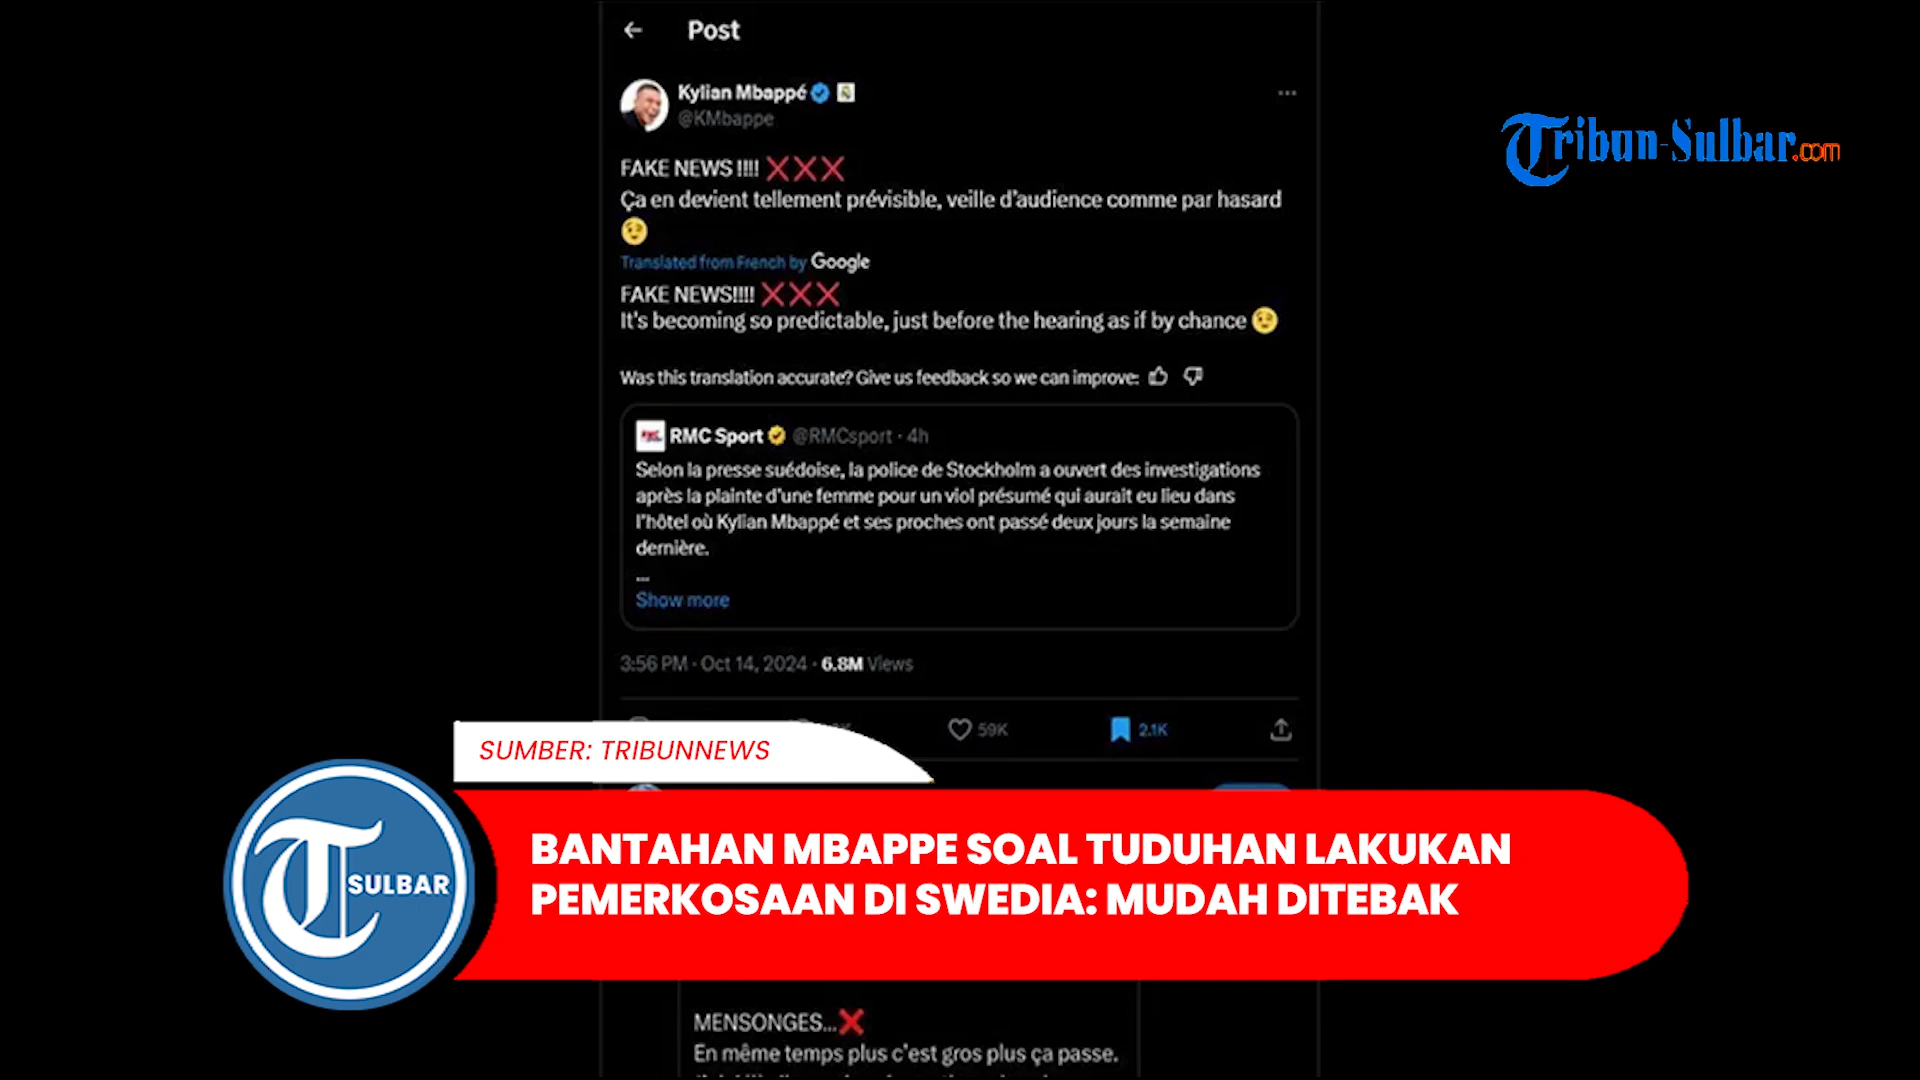 Post
Kylian Mbappé
@KMbappe
Tribun-Sulbar.com
FAKE NEWS !!!! ❌❌❌
Ça en devient tellement prévisible, veille d'audience comme par hasard
😉
Translated from French by Google
FAKE NEWS!!!! ❌❌❌
It's becoming so predictable, just before the hearing as if by chance 😉
Was this translation accurate? Give us feedback so we can improve:
RMC Sport @RMCsport · 4h
Selon la presse suédoise, la police de Stockholm a ouvert des investigations
après la plainte d'une femme pour un viol présumé qui aurait eu lieu dans
l'hôtel où Kylian Mbappé et ses proches ont passé deux jours la semaine
dernière.
...
Show more
3:56 PM · Oct 14, 2024 · 6.8M Views
59K 2.1K
SUMBER: TRIBUNNEWS
BANTAHAN MBAPPE SOAL TUDUHAN LAKUKAN
PEMERKOSAAN DI SWEDIA: MUDAH DITEBAK
T SULBAR
MENSONGES...❌
En même temps plus c'est gros plus ça passe.